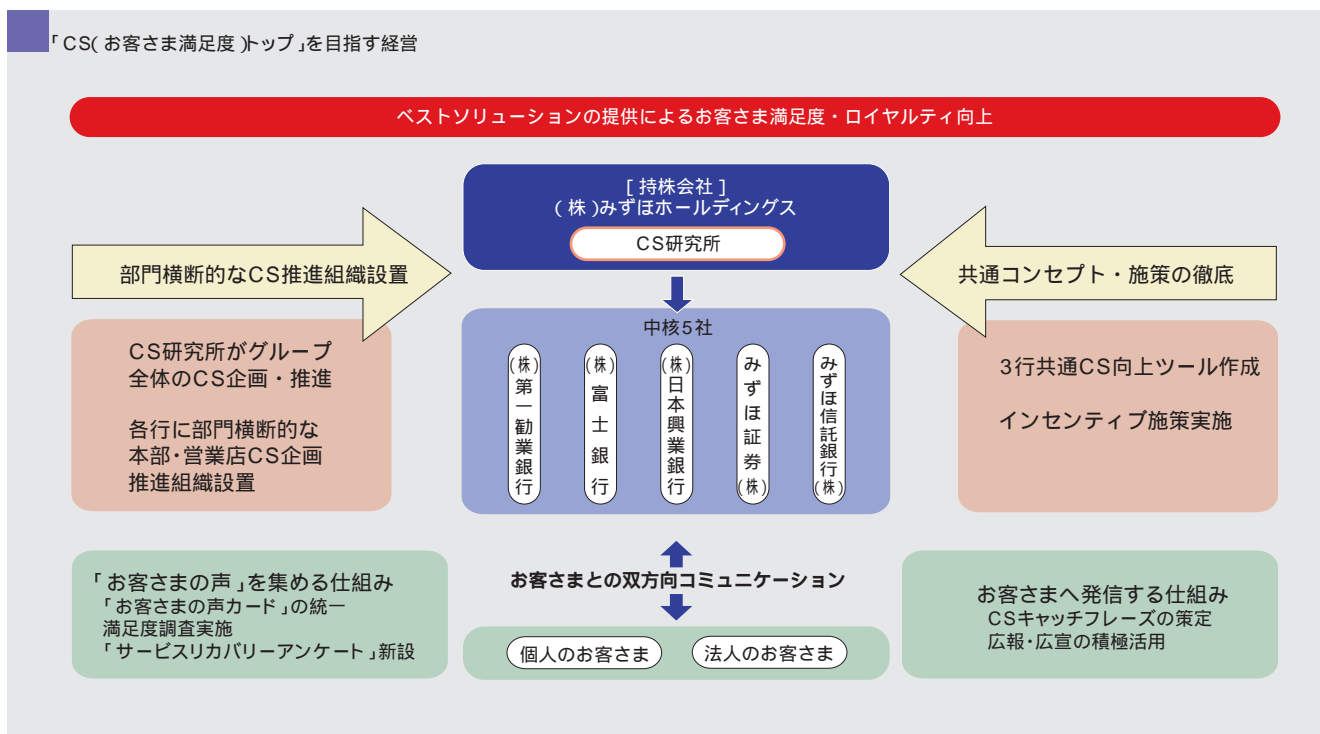 「CS(お客さま満足度)トップ」を目指す経営
ベストソリューションの提供によるお客さま満足度・ロイヤルティ向上
[持株会社]
(株)みずほホールディングス
CS研究所
部門横断的なCS推進組織設置
共通コンセプト・施策の徹底
CS研究所がグループ
全体のCS企画・推進
各行に部門横断的な
本部・営業店CS企画
推進組織設置
中核5社
(株)第一勧業銀行
(株)富士銀行
(株)日本興業銀行
みずほ証券(株)
みずほ信託銀行(株)
3行共通CS向上ツール作成
インセンティブ施策実施
「お客さまの声」を集める仕組み
「お客さまの声カード」の統一
満足度調査実施
「サービスリカバリーアンケート」新設
お客さまとの双方向コミュニケーション
個人のお客さま
法人のお客さま
お客さまへ発信する仕組み
CSキャッチフレーズの策定
広報・広宣の積極活用